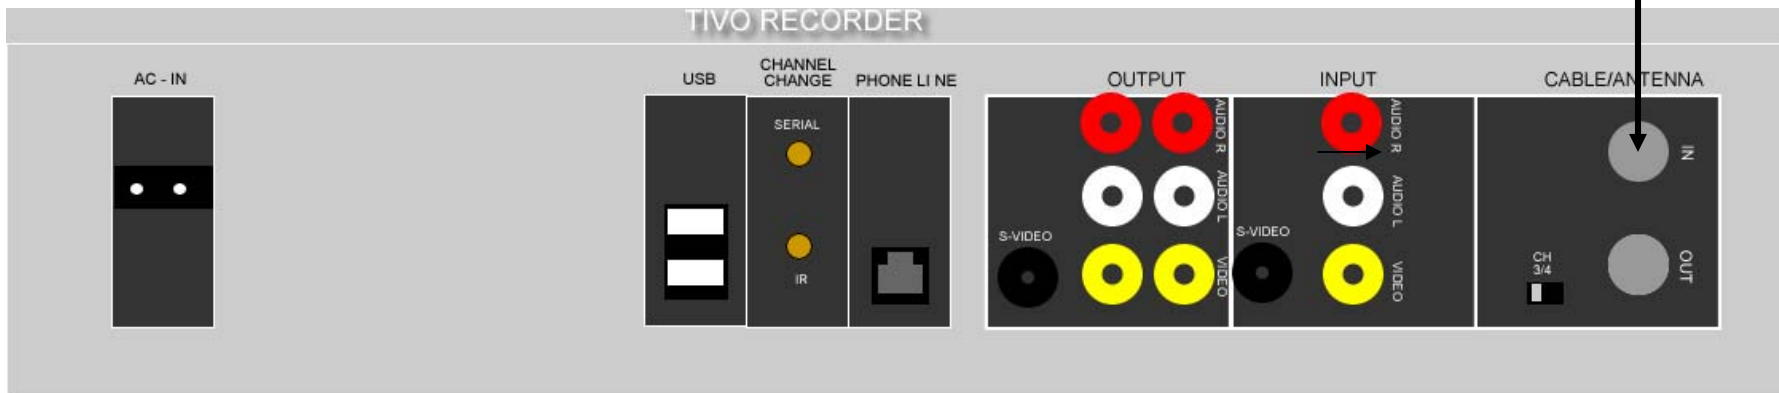 TIVO RECORDER
AC - IN
USB
CHANNEL
CHANGE
PHONE LI NE
OUTPUT
INPUT
CABLE/ANTENNA
SERIAL
IR
S-VIDEO
AUDIO R
AUDIO L
VIDEO
S-VIDEO
AUDIO R
AUDIO L
VIDEO
IN
CH
3/4
OUT